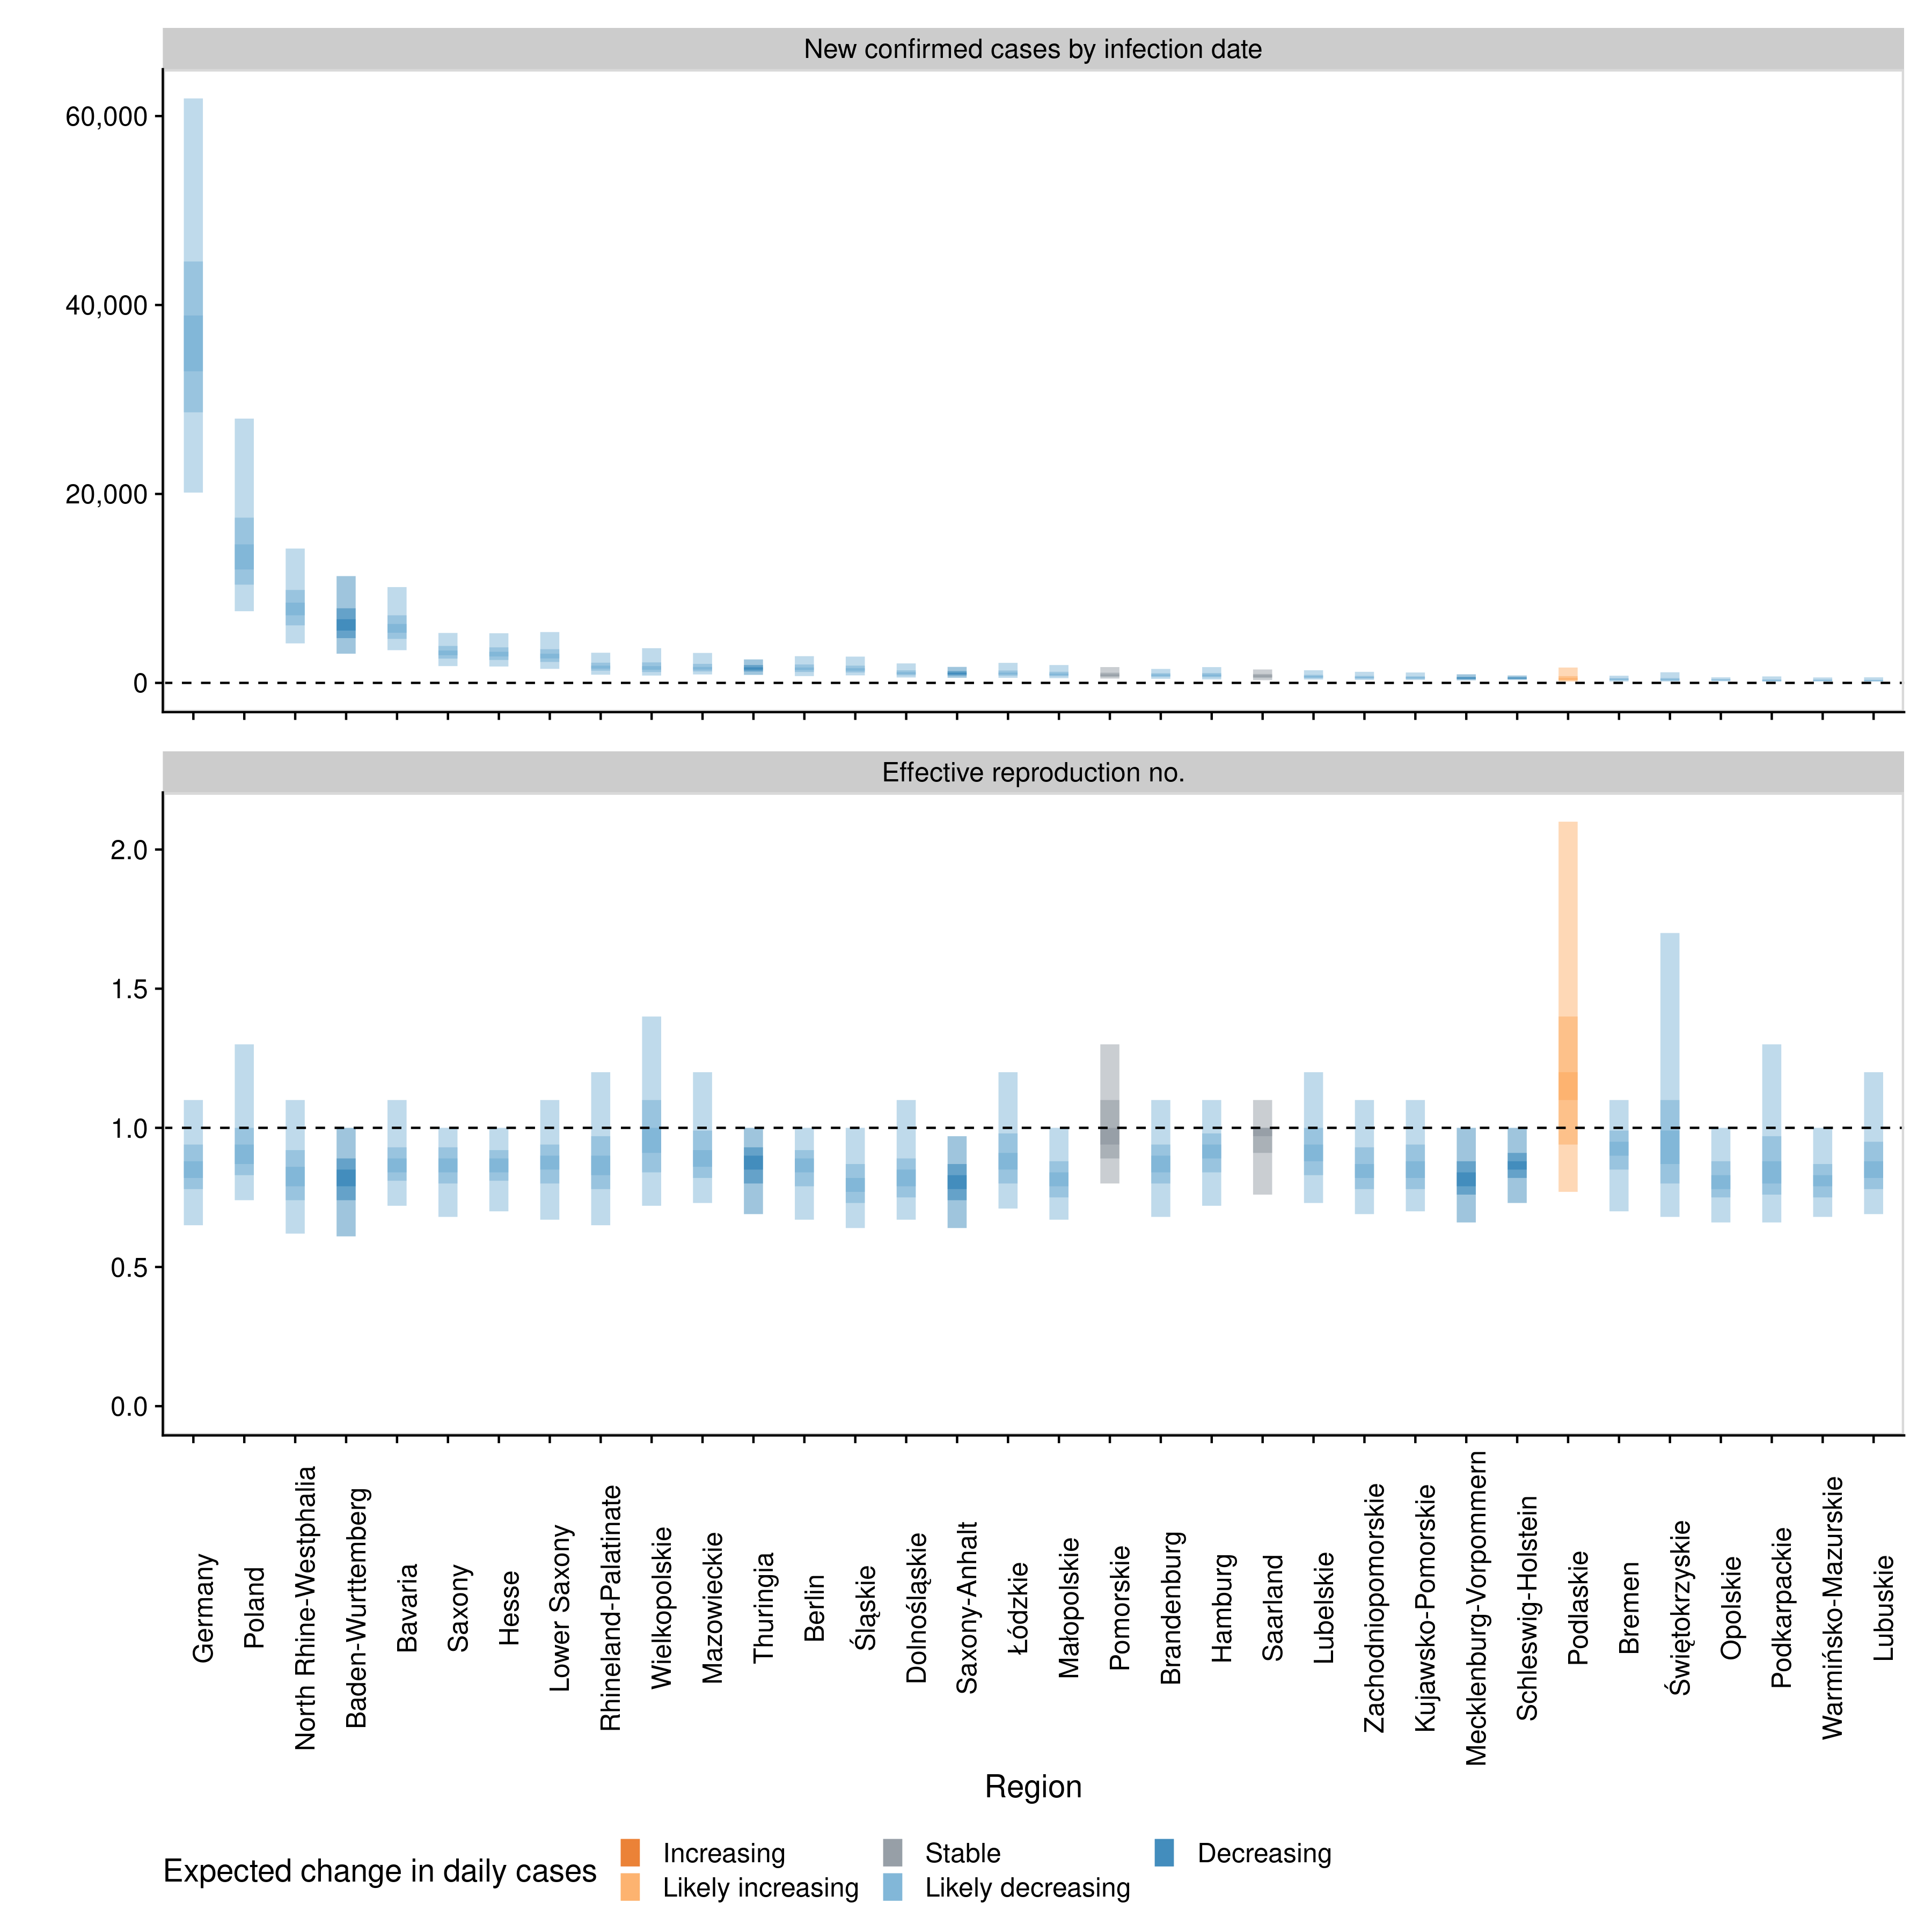 New confirmed cases by infection date
60,000
40,000
20,000
0
Effective reproduction no.
2.0
1.5
1.0
0.5
0.0
Germany
Poland
North Rhine-Westphalia
Baden-Wurttemberg
Bavaria
Saxony
Hesse
Lower Saxony
Rhineland-Palatinate
Wielkopolskie
Mazowieckie
Thuringia
Berlin
Śląskie
Dolnośląskie
Saxony-Anhalt
Łódzkie
Małopolskie
Pomorskie
Brandenburg
Hamburg
Saarland
Lubelskie
Zachodniopomorskie
Kujawsko-Pomorskie
Mecklenburg-Vorpommern
Schleswig-Holstein
Podlaskie
Bremen
Świętokrzyskie
Opolskie
Podkarpackie
Warmińsko-Mazurskie
Lubuskie
Region
Expected change in daily cases
Increasing
Likely increasing
Stable
Likely decreasing
Decreasing